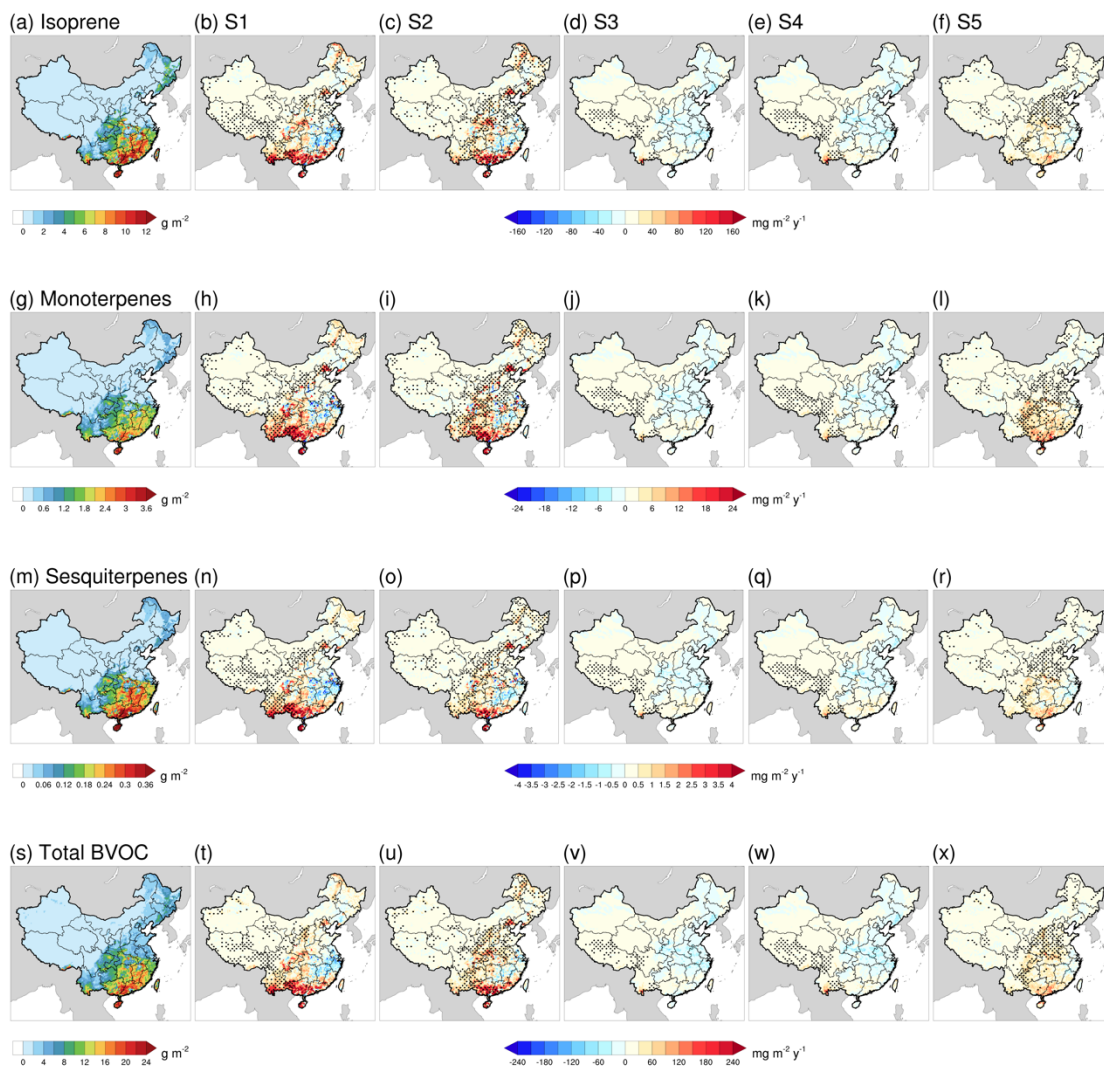 (a) Isoprene (b) S1 (c) S2 (d) S3 (e) S4 (f) S5
0 2 4 6 8 10 12 g m-2 -160 -120 -80 -40 0 40 80 120 160 mg m-2 y-1
(g) Monoterpenes (h) (i) (j) (k) (l)
0 0.6 1.2 1.8 2.4 3 3.6 g m-2 -24 -18 -12 -6 0 6 12 18 24 mg m-2 y-1
(m) Sesquiterpenes (n) (o) (p) (q) (r)
0 0.06 0.12 0.18 0.24 0.3 0.36 g m-2 -4 -3.5 -3 -2.5 -2 -1.5 -1 -0.5 0 0.5 1 1.5 2 2.5 3 3.5 4 mg m-2 y-1
(s) Total BVOC (t) (u) (v) (w) (x)
0 4 8 12 16 20 24 g m-2 -240 -180 -120 -60 0 60 120 180 240 mg m-2 y-1